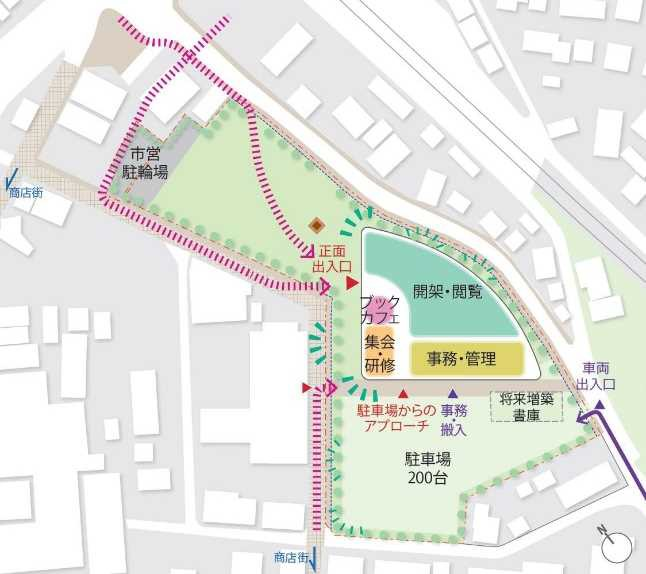 市営
駐輪場
商店街
正面
出入口
開架・閲覧
ブック
カフェ
集会
・
研修
事務・管理
車両
出入口
駐車場からの
アプローチ
事務
・
搬入
将来増築
書庫
駐車場
200台
商店街
N